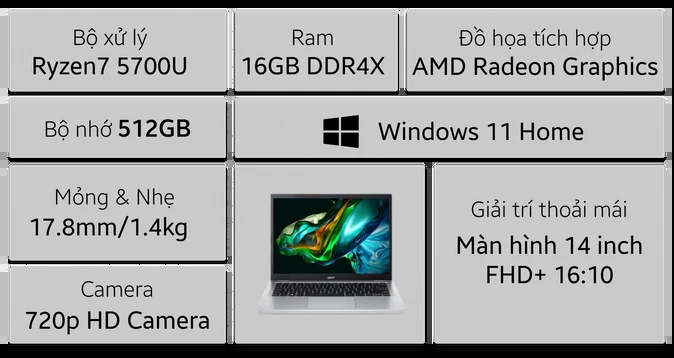 Bộ xử lý
Ryzen7 5700U
Ram
16GB DDR4X
Đồ họa tích hợp
AMD Radeon Graphics
Bộ nhớ 512GB
Windows 11 Home
Mỏng & Nhẹ
17.8mm/1.4kg
Giải trí thoải mái
Màn hình 14 inch
FHD+ 16:10
Camera
720p HD Camera
acer